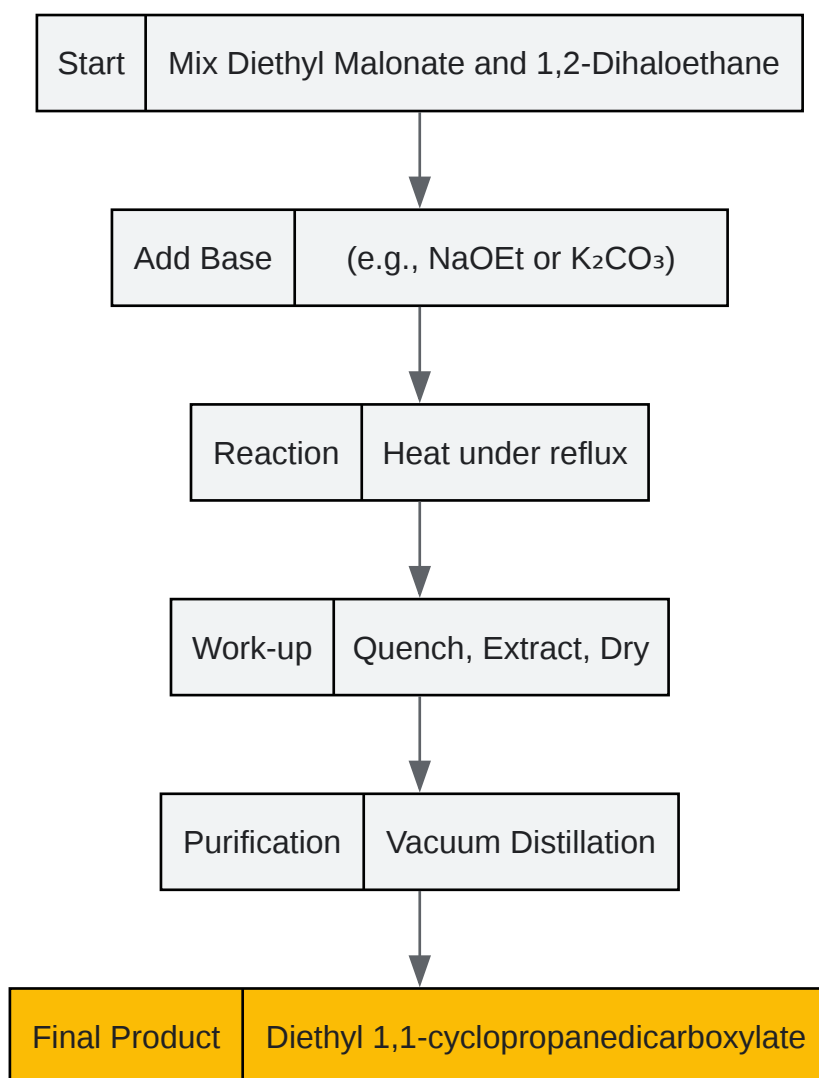 Start Mix Diethyl Malonate and 1,2-Dihaloethane
Add Base (e.g., NaOEt or K₂CO₃)
Reaction Heat under reflux
Work-up Quench, Extract, Dry
Purification Vacuum Distillation
Final Product Diethyl 1,1-cyclopropanedicarboxylate